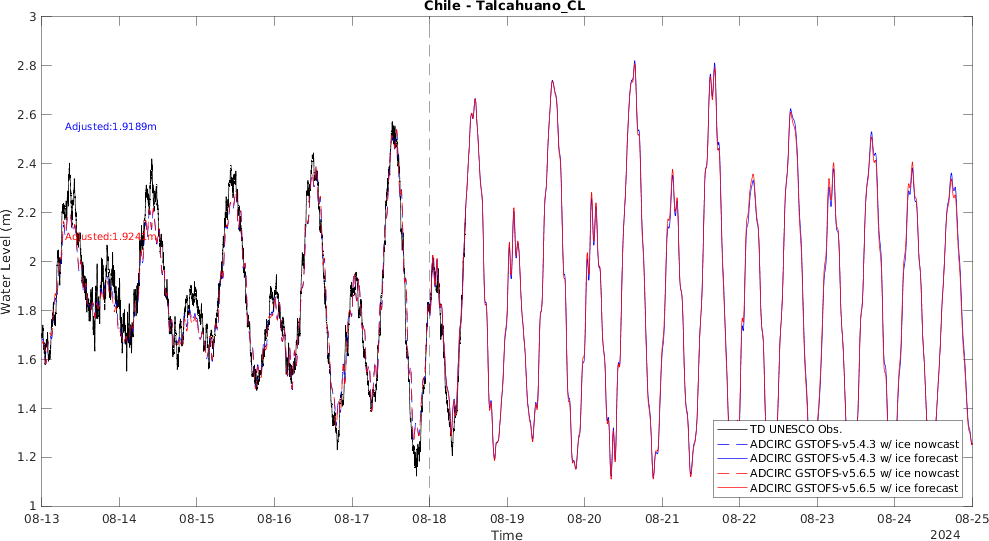 Chile - Talcahuano_CL
3
2.8
2.6
2.4
2.2
2
1.8
1.6
1.4
1.2
1
Water Level (m)
Adjusted:1.9189m
TD UNESCO Obs.
ADCIRC GSTOFS-v5.4.3 w/ ice nowcast
ADCIRC GSTOFS-v5.4.3 w/ ice forecast
ADCIRC GSTOFS-v5.6.5 w/ ice nowcast
ADCIRC GSTOFS-v5.6.5 w/ ice forecast
08-13 08-14 08-15 08-16 08-17 08-18 08-19 08-20 08-21 08-22 08-23 08-24 08-25
Time
2024